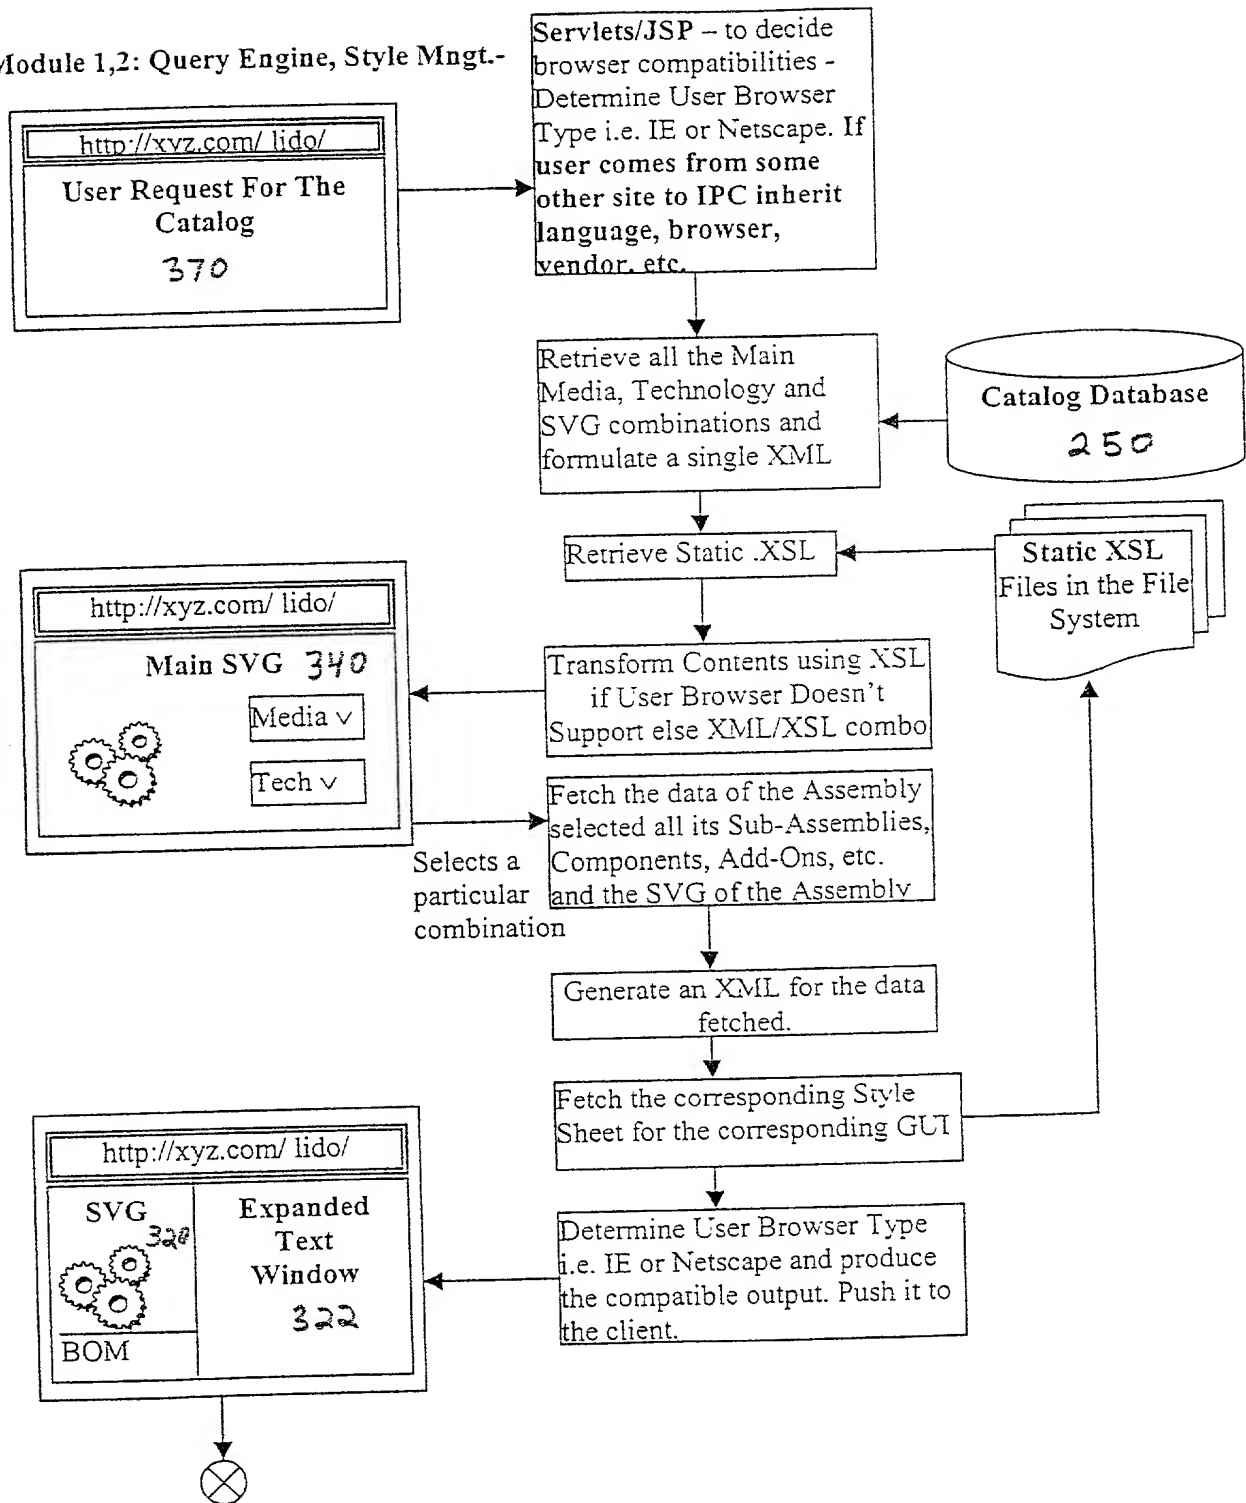 Module 1,2: Query Engine, Style Mngt.-
Servlets/JSP – to decide
browser compatibilities -
Determine User Browser
Type i.e. IE or Netscape. If
user comes from some
other site to IPC inherit
language, browser,
vendor, etc.
http://xyz.com/ lido/
User Request For The
Catalog
370
Retrieve all the Main
Media, Technology and
SVG combinations and
formulate a single XML
Catalog Database
250
Retrieve Static .XSL
Static XSL
Files in the File
System
http://xyz.com/ lido/
Main SVG 340
Media v
Tech v
Transform Contents using XSL
if User Browser Doesn't
Support else XML/XSL combo
Selects a
particular
combination
Fetch the data of the Assembly
selected all its Sub-Assemblies,
Components, Add-Ons, etc.
and the SVG of the Assembly
Generate an XML for the data
fetched.
Fetch the corresponding Style
Sheet for the corresponding GUI
http://xyz.com/ lido/
SVG
320
BOM
Expanded
Text
Window
322
Determine User Browser Type
i.e. IE or Netscape and produce
the compatible output. Push it to
the client.